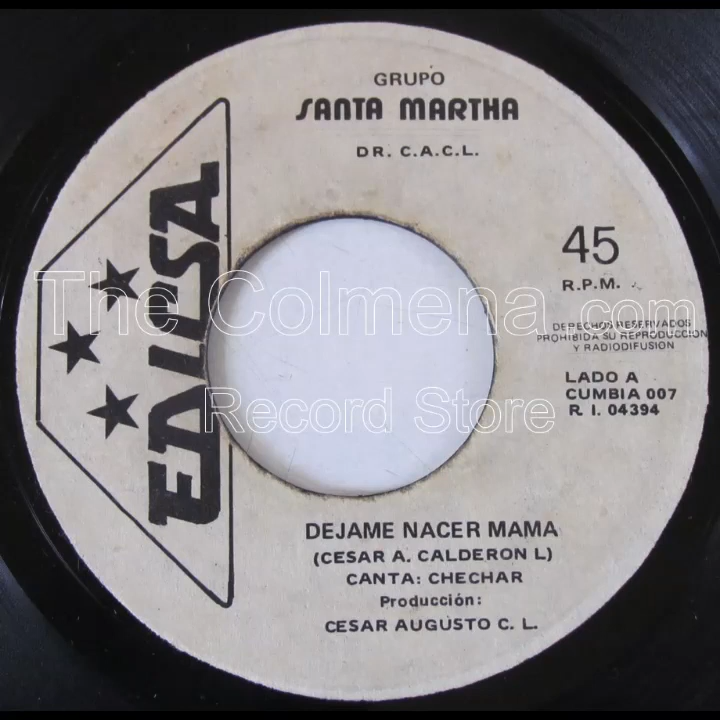 GRUPO
SANTA MARTHA
DR. C.A.C.L.
45
R.P.M.
ENICSA
The Colmena.com
Record Store
DERECHOS RESERVADOS
PROHIBIDA SU REPRODUCCION
Y RADIODIFUSION
LADO A
CUMBIA 007
R. I. 04394
DEJAME NACER MAMA
(CESAR A. CALDERON L)
CANTA: CHECHAR
Producción:
CESAR AUGUSTO C. L.